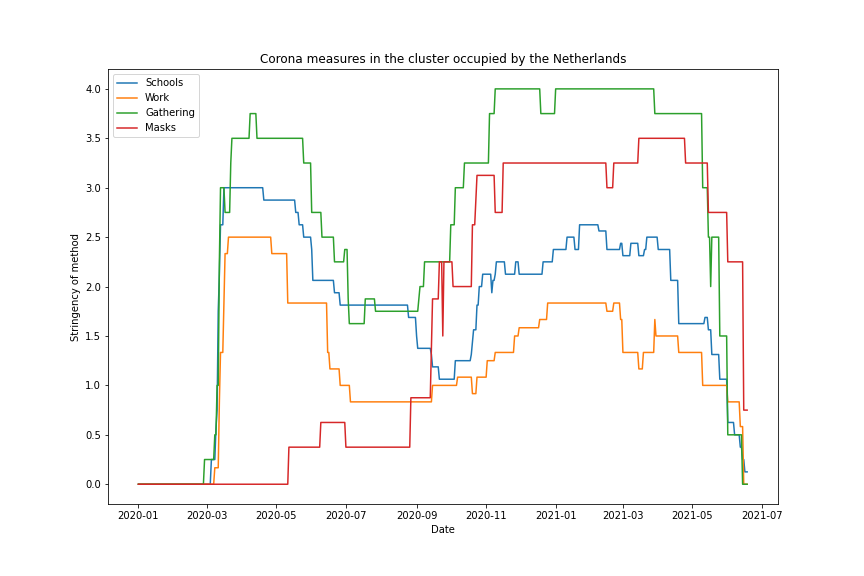 Corona measures in the cluster occupied by the Netherlands
Schools
Work
Gathering
Masks
Stringency of method
4.0
3.5
3.0
2.5
2.0
1.5
1.0
0.5
0.0
2020-01 2020-03 2020-05 2020-07 2020-09 2020-11 2021-01 2021-03 2021-05 2021-07
Date